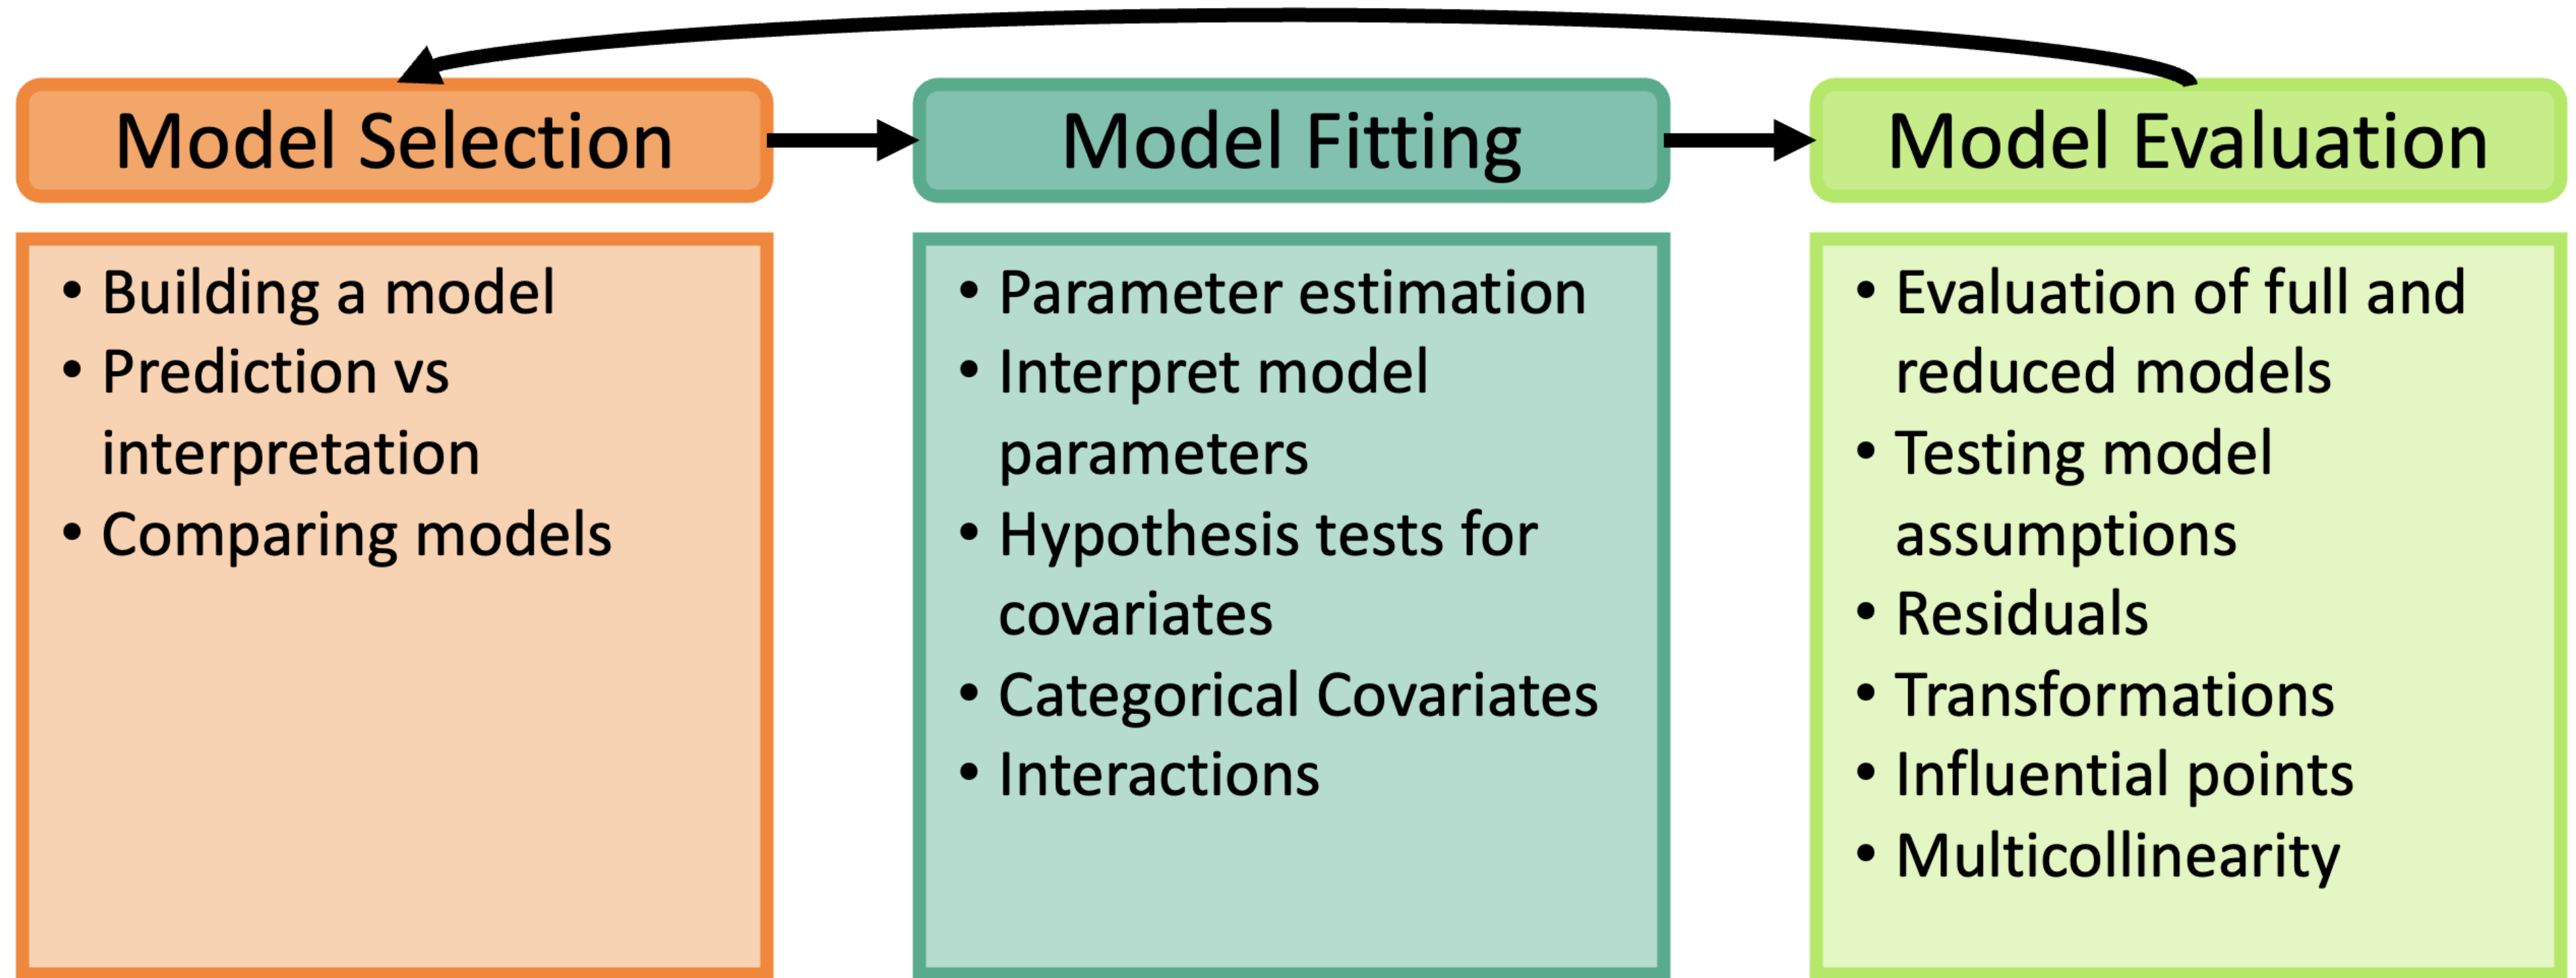 Model Selection
• Building a model
• Prediction vs
interpretation
• Comparing models
Model Fitting
• Parameter estimation
• Interpret model
parameters
• Hypothesis tests for
covariates
• Categorical Covariates
• Interactions
Model Evaluation
• Evaluation of full and
reduced models
• Testing model
assumptions
• Residuals
• Transformations
• Influential points
• Multicollinearity